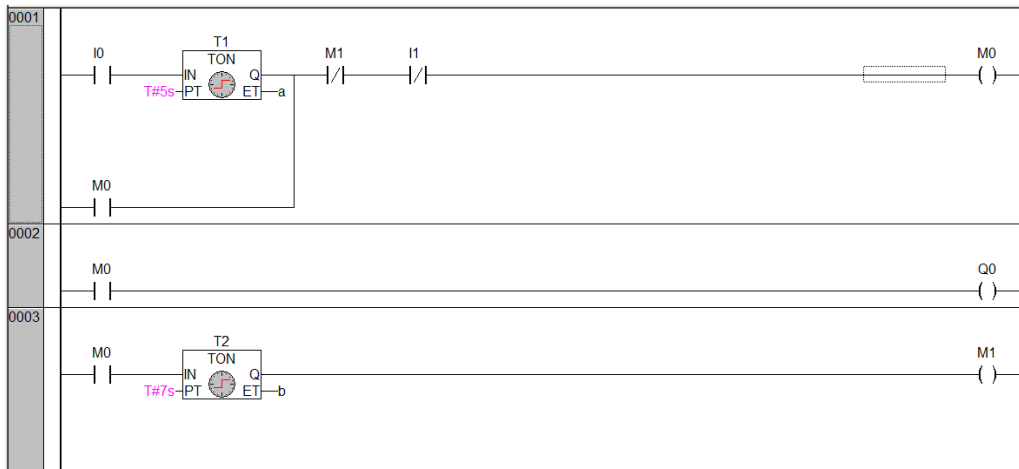 0001
I0 T1 M1 I1 M0
TON
IN Q
T#5s PT ET a
M0
0002
M0 Q0
0003
M0 T2 M1
TON
IN Q
T#7s PT ET b